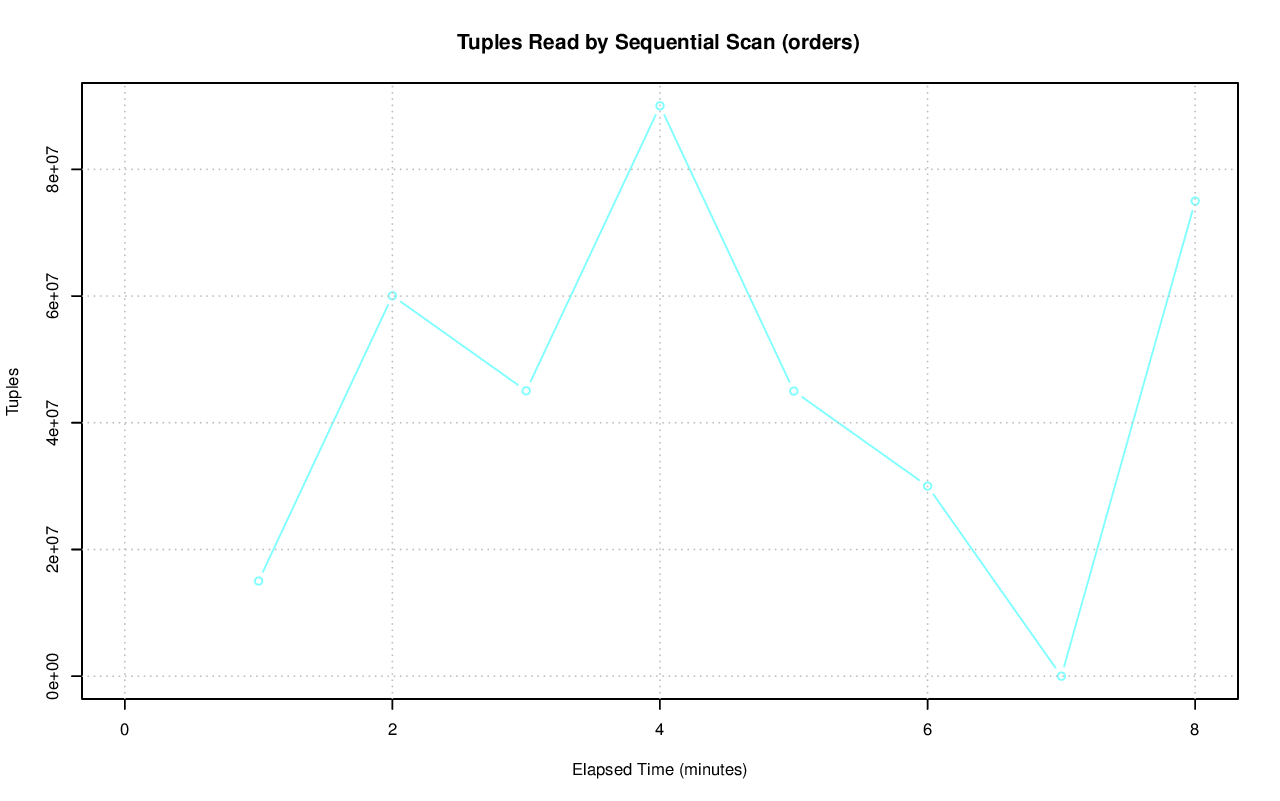 Tuples Read by Sequential Scan (orders)
8e+07
6e+07
4e+07
2e+07
0e+00
Tuples
0 2 4 6 8
Elapsed Time (minutes)